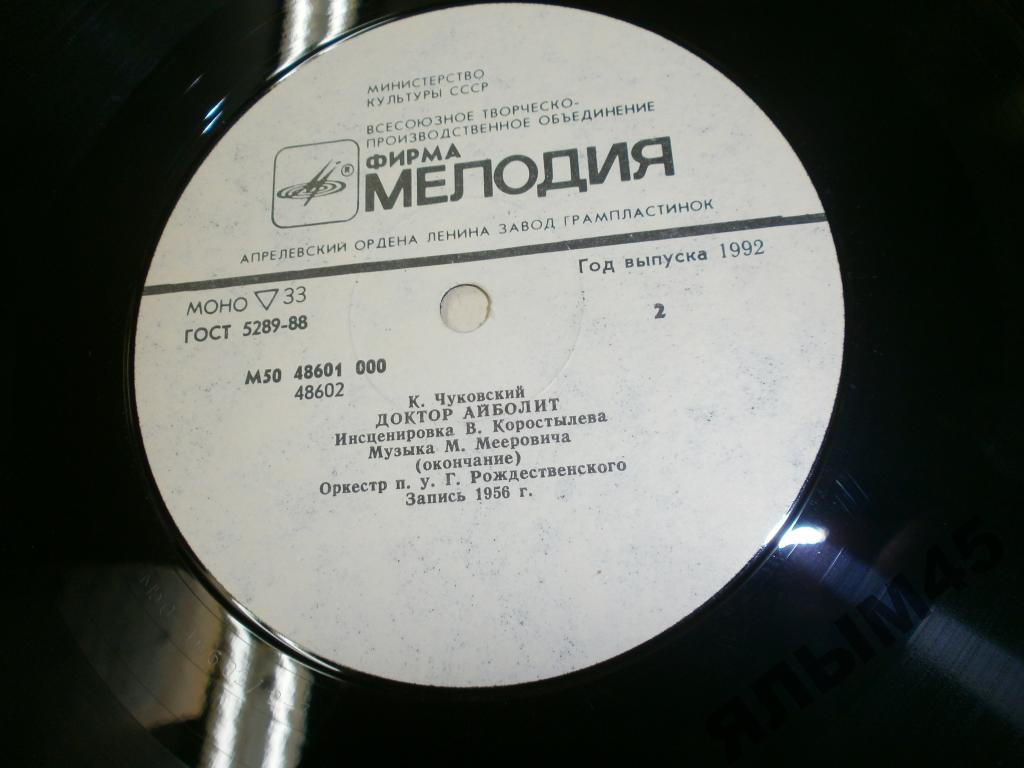 МИНИСТЕРСТВО
КУЛЬТУРЫ СССР
ВСЕСОЮЗНОЕ ТВОРЧЕСКО-
ПРОИЗВОДСТВЕННОЕ ОБЪЕДИНЕНИЕ
ФИРМА
®
МЕЛОДИЯ
АПРЕЛЕВСКИЙ ОРДЕНА ЛЕНИНА ЗАВОД ГРАМПЛАСТИНОК
Год выпуска 1992
МОНО ▽ 33
ГОСТ 5289-88
2
М50 48601 000
48602
К. Чуковский
ДОКТОР АЙБОЛИТ
Инсценировка В. Коростылева
Музыка М. Мееровича
(окончание)
Оркестр п. у. Г. Рождественского
Запись 1956 г.
ЯЛЫМ45